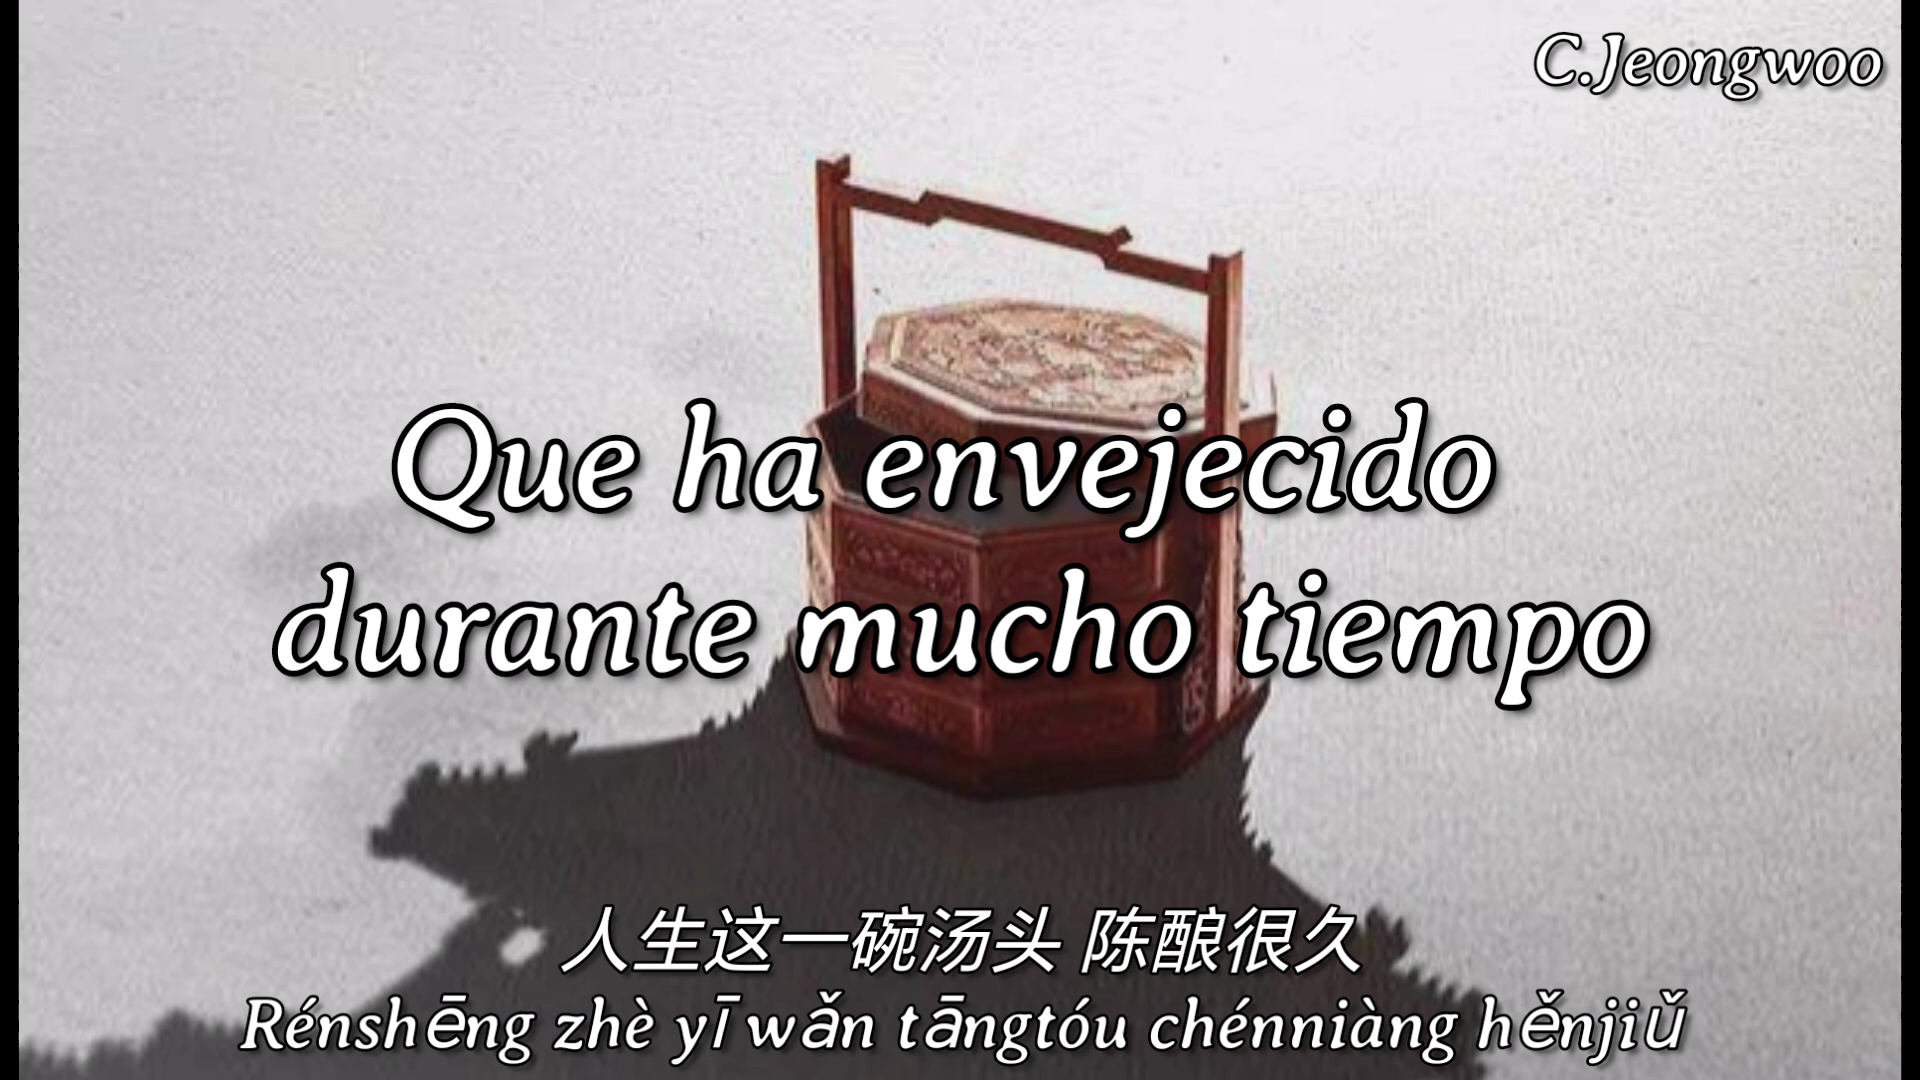 C.Jeongwoo
Que ha envejecido
durante mucho tiempo
人生这一碗汤头 陈酿很久
Rénshēng zhè yī wǎn tāngtóu chénniàng hěnjiǔ